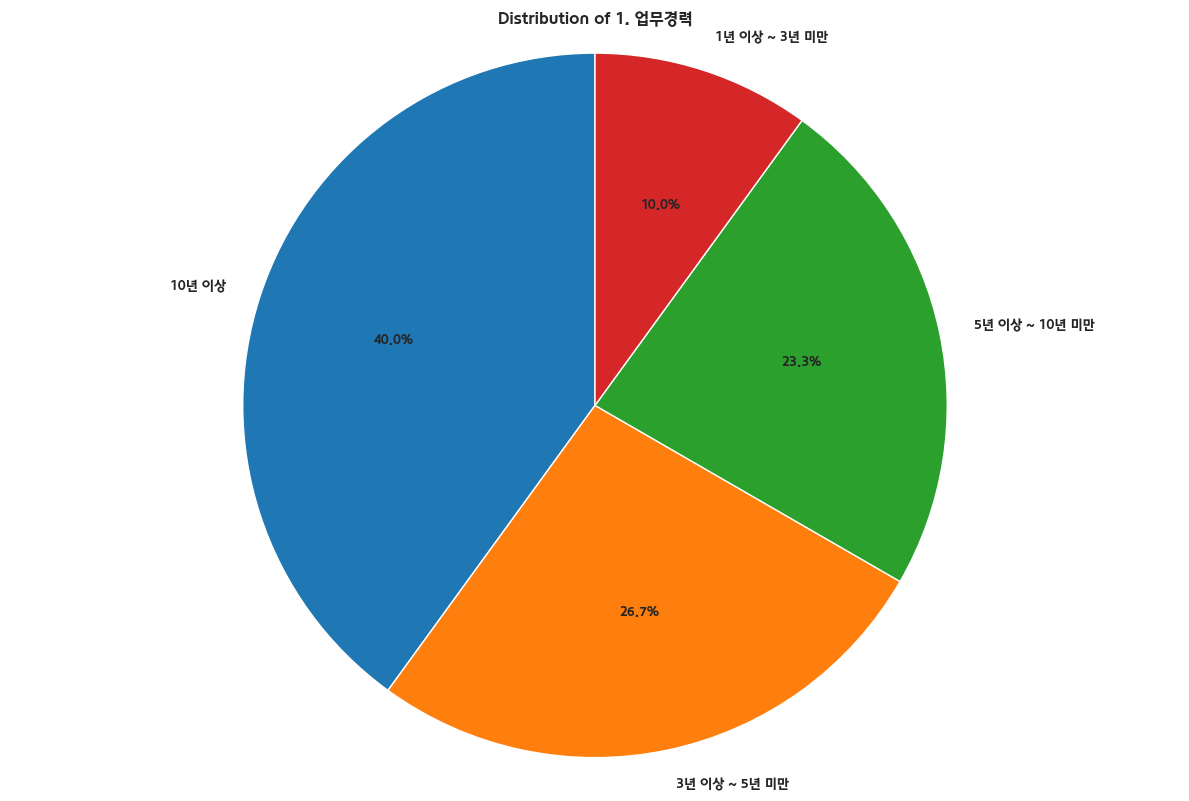 Distribution of 1. 업무경력
1년 이상 ~ 3년 미만
10.0%
10년 이상
40.0%
5년 이상 ~ 10년 미만
23.3%
26.7%
3년 이상 ~ 5년 미만